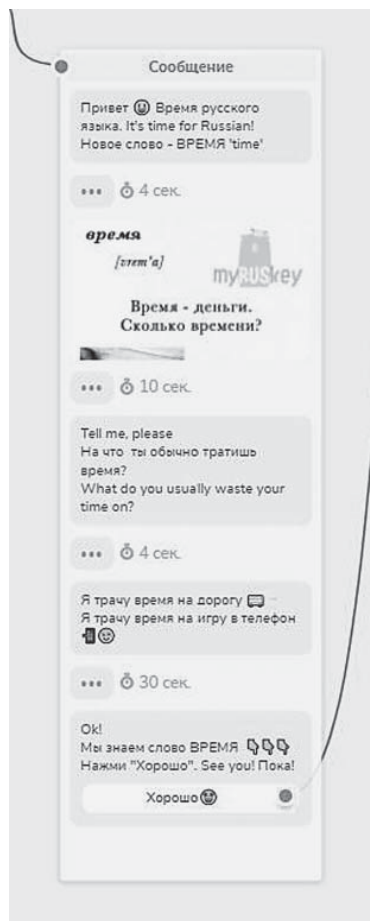 Сообщение
Привет 😃 Время русского
языка. It's time for Russian!
Новое слово - ВРЕМЯ 'time'
4 сек.
время
[vrem'a]
myRUSkey
Время - деньги.
Сколько времени?
10 сек.
Tell me, please
На что ты обычно тратишь
время?
What do you usually waste your
time on?
4 сек.
Я трачу время на дорогу 🚌
Я трачу время на игру в телефон
📲😉
30 сек.
Ok!
Мы знаем слово ВРЕМЯ 👇👇👇
Нажми "Хорошо". See you! Пока!
Хорошо😃